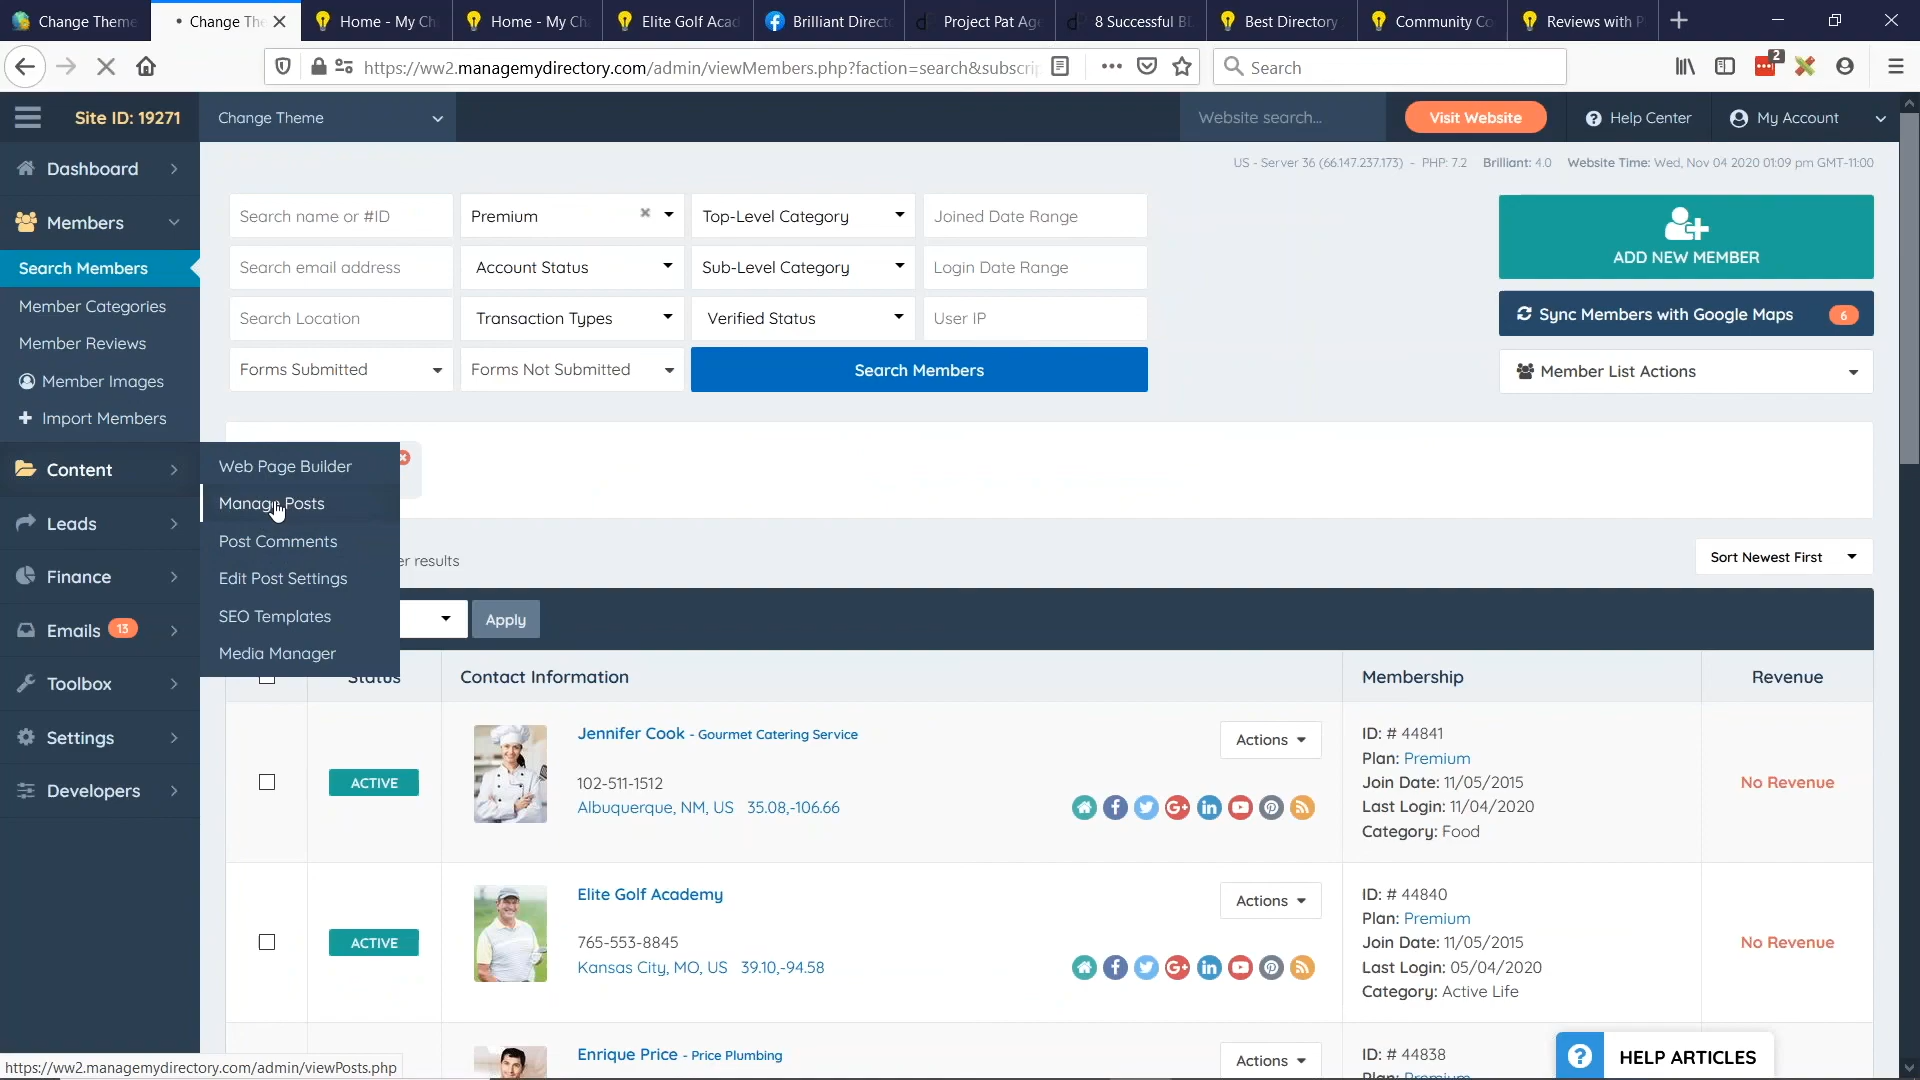 Change Theme
Change The
Home - My Ch
Home - My Ch
Elite Golf Acad
Brilliant Direct
Project Pat Age
8 Successful B
Best Directory
Community Co
Reviews with P
https://ww2.managemydirectory.com/admin/viewMembers.php?faction=search&subscri
Search
2
Site ID: 19271
Change Theme
Website search...
Visit Website
Help Center
My Account
US - Server 36 (66.147.237.173) - PHP: 7.2 Brilliant: 4.0 Website Time: Wed, Nov 04 2020 01:09 pm GMT-11:00
Dashboard
Members
Search Members
Member Categories
Member Reviews
Member Images
Import Members
Content
Leads
Finance
Emails 13
Toolbox
Settings
Developers
Web Page Builder
Manage Posts
Post Comments
Edit Post Settings
SEO Templates
Media Manager
Search name or #ID
Premium
Top-Level Category
Joined Date Range
Search email address
Account Status
Sub-Level Category
Login Date Range
Search Location
Transaction Types
Verified Status
User IP
Forms Submitted
Forms Not Submitted
Search Members
ADD NEW MEMBER
Sync Members with Google Maps 6
Member List Actions
er results
Sort Newest First
Apply
Status
Contact Information
Membership
Revenue
ACTIVE
Jennifer Cook - Gourmet Catering Service
102-511-1512
Albuquerque, NM, US 35.08,-106.66
Actions
ID: # 44841
Plan: Premium
Join Date: 11/05/2015
Last Login: 11/04/2020
Category: Food
No Revenue
ACTIVE
Elite Golf Academy
765-553-8845
Kansas City, MO, US 39.10,-94.58
Actions
ID: # 44840
Plan: Premium
Join Date: 11/05/2015
Last Login: 05/04/2020
Category: Active Life
No Revenue
Enrique Price - Price Plumbing
Actions
ID: # 44838
Plan: Premium
HELP ARTICLES
https://ww2.managemydirectory.com/admin/viewPosts.php